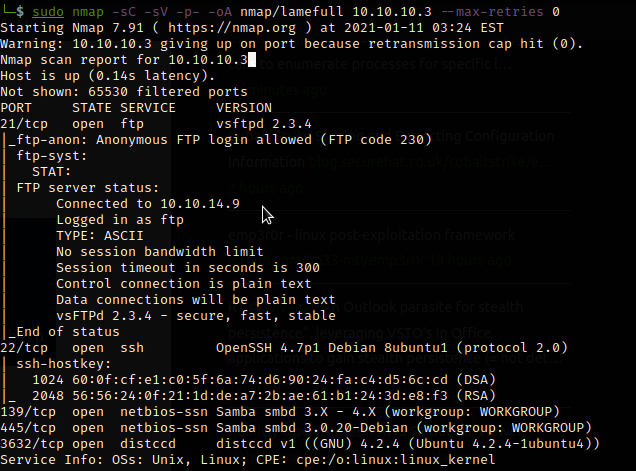 └─$ sudo nmap -sC -sV -p- -oA nmap/lamefull 10.10.10.3 --max-retries 0
Starting Nmap 7.91 ( https://nmap.org ) at 2021-01-11 03:24 EST
Warning: 10.10.10.3 giving up on port because retransmission cap hit (0).
Nmap scan report for 10.10.10.3
Host is up (0.14s latency).
Not shown: 65530 filtered ports
PORT     STATE SERVICE     VERSION
21/tcp   open  ftp         vsftpd 2.3.4
|_ftp-anon: Anonymous FTP login allowed (FTP code 230)
| ftp-syst:
|   STAT:
| FTP server status:
|      Connected to 10.10.14.9
|      Logged in as ftp
|      TYPE: ASCII
|      No session bandwidth limit
|      Session timeout in seconds is 300
|      Control connection is plain text
|      Data connections will be plain text
|      vsFTPd 2.3.4 - secure, fast, stable
|_End of status
22/tcp   open  ssh         OpenSSH 4.7p1 Debian 8ubuntu1 (protocol 2.0)
| ssh-hostkey:
|   1024 60:0f:cf:e1:c0:5f:6a:74:d6:90:24:fa:c4:d5:6c:cd (DSA)
|_  2048 56:56:24:0f:21:1d:de:a7:2b:ae:61:b1:24:3d:e8:f3 (RSA)
139/tcp  open  netbios-ssn Samba smbd 3.X - 4.X (workgroup: WORKGROUP)
445/tcp  open  netbios-ssn Samba smbd 3.0.20-Debian (workgroup: WORKGROUP)
3632/tcp open  distccd     distccd v1 ((GNU) 4.2.4 (Ubuntu 4.2.4-1ubuntu4))
Service Info: OSs: Unix, Linux; CPE: cpe:/o:linux:linux_kernel